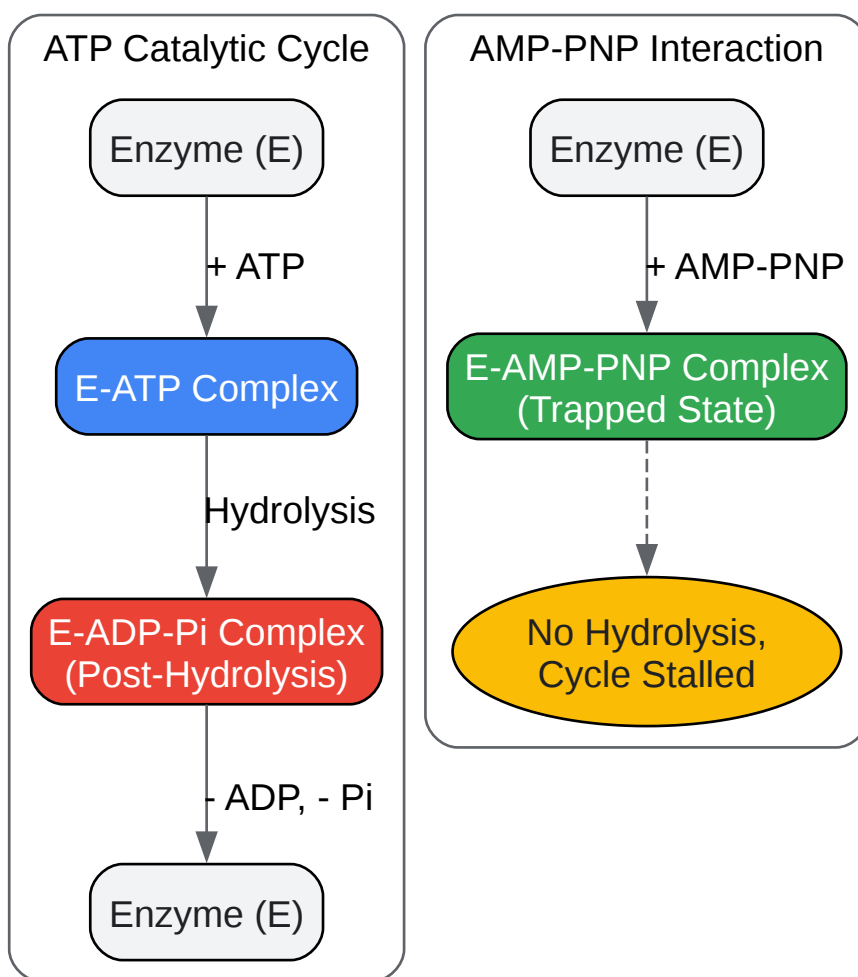 ATP Catalytic Cycle
Enzyme (E)
+ ATP
E-ATP Complex
Hydrolysis
E-ADP-Pi Complex
(Post-Hydrolysis)
- ADP, - Pi
Enzyme (E)
AMP-PNP Interaction
Enzyme (E)
+ AMP-PNP
E-AMP-PNP Complex
(Trapped State)
No Hydrolysis,
Cycle Stalled